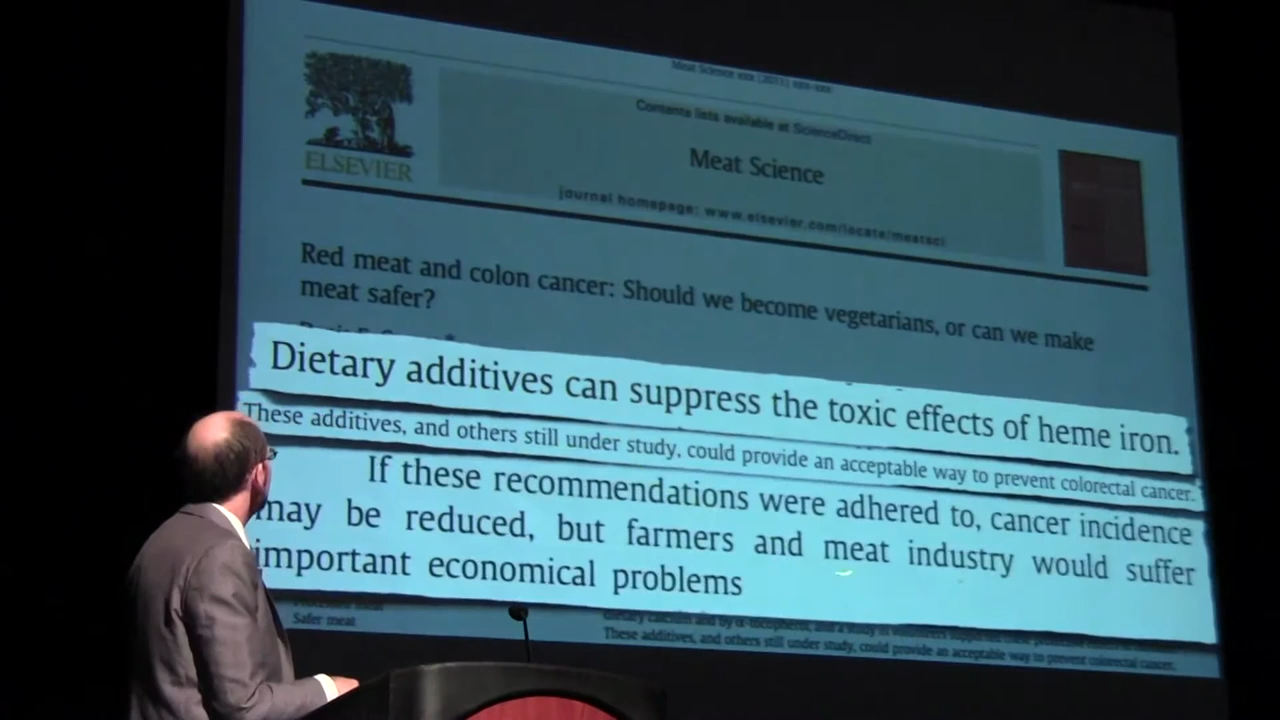 Meat Science xxx (2011) xxx–xxx
Contents lists available at ScienceDirect
Meat Science
journal homepage: www.elsevier.com/locate/meatsci
ELSEVIER
Red meat and colon cancer: Should we become vegetarians, or can we make
meat safer?
Dietary additives can suppress the toxic effects of heme iron.
These additives, and others still under study, could provide an acceptable way to prevent colorectal cancer.
If these recommendations were adhered to, cancer incidence
may be reduced, but farmers and meat industry would suffer
important economical problems
Safer meat
These additives, and others still under study, could provide an acceptable way to prevent colorectal cancer.